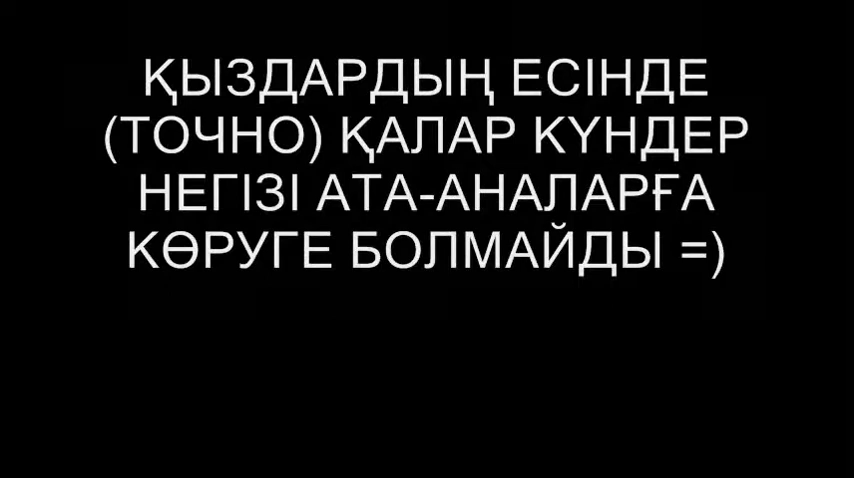 ҚЫЗДАРДЫҢ ЕСІНДЕ
(ТОЧНО) ҚАЛАР КҮНДЕР
НЕГІЗІ АТА-АНАЛАРҒА
КӨРУГЕ БОЛМАЙДЫ =)